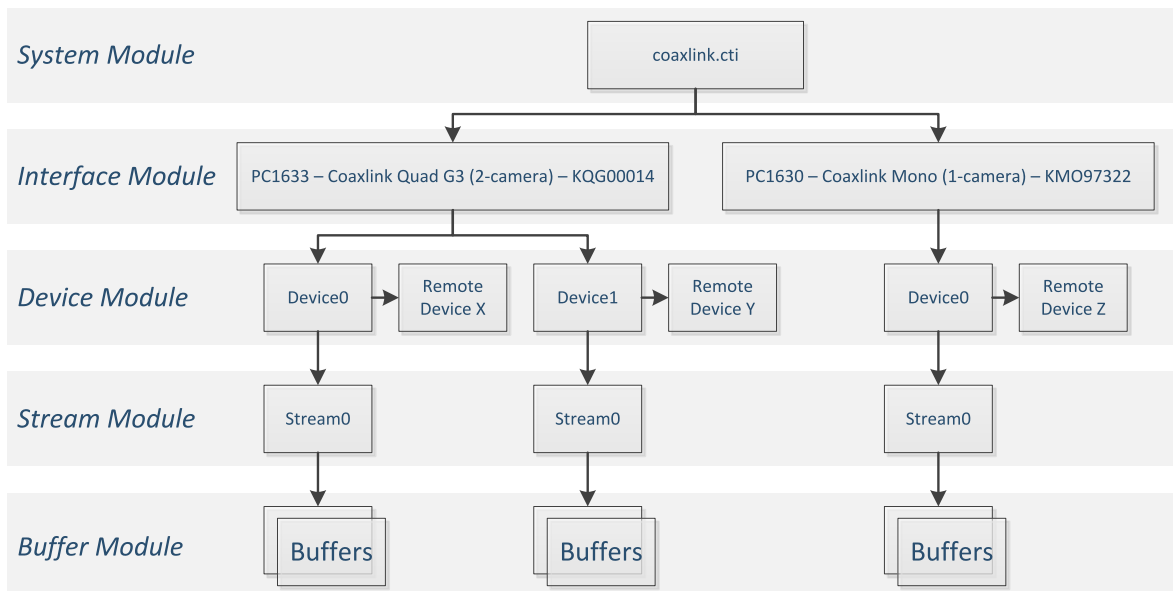 System Module
coaxlink.cti
Interface Module
PC1633 – Coaxlink Quad G3 (2-camera) – KQG00014
PC1630 – Coaxlink Mono (1-camera) – KMO97322
Device Module
Device0
Remote
Device X
Device1
Remote
Device Y
Device0
Remote
Device Z
Stream Module
Stream0
Stream0
Stream0
Buffer Module
Buffers
Buffers
Buffers